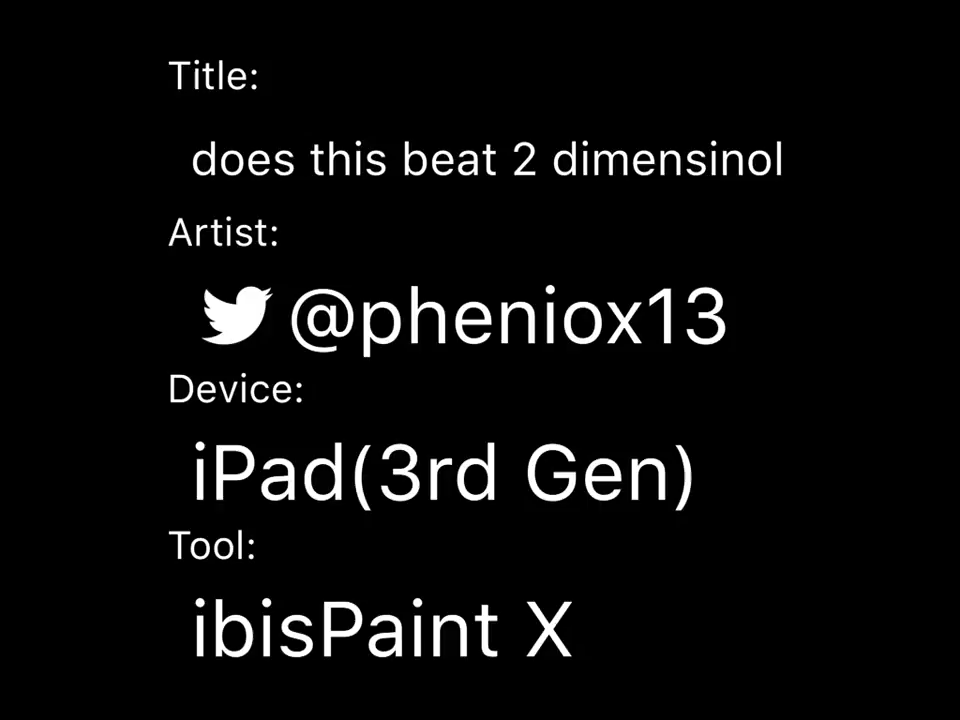 Title:
does this beat 2 dimensinol
Artist:
@pheniox13
Device:
iPad(3rd Gen)
Tool:
ibisPaint X